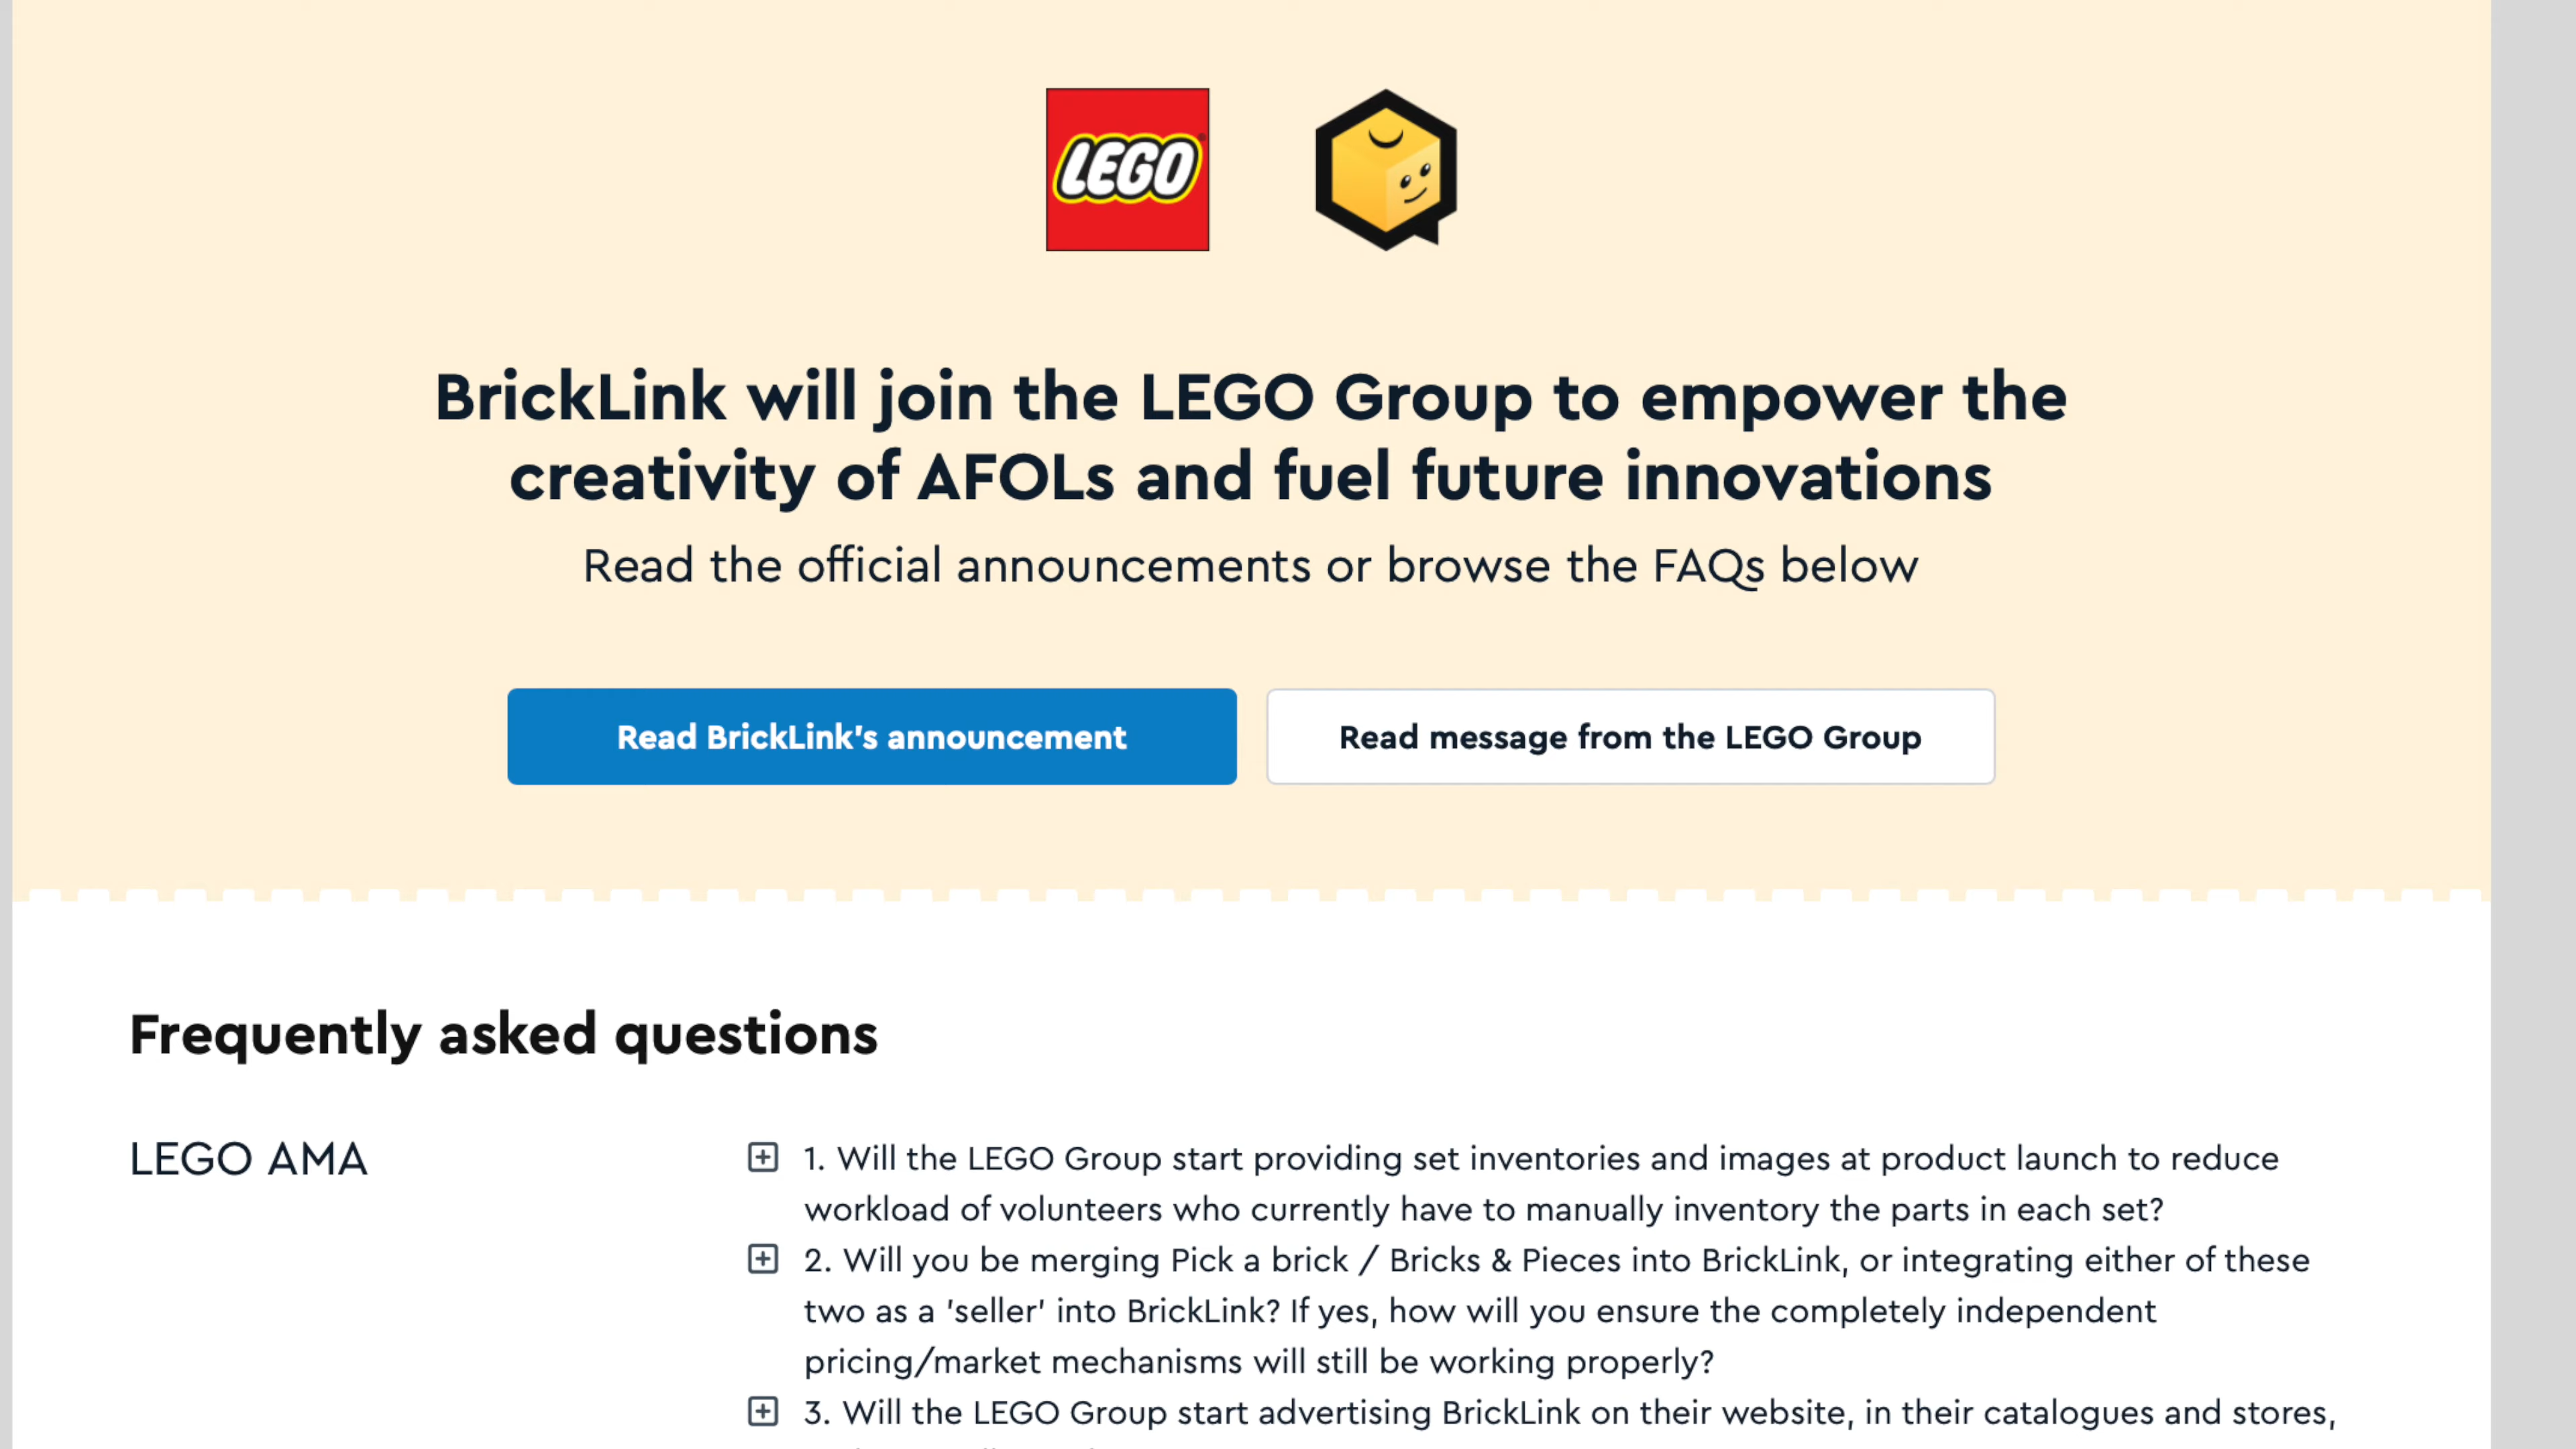 LEGO
BrickLink will join the LEGO Group to empower the
creativity of AFOLs and fuel future innovations
Read the official announcements or browse the FAQs below
Read BrickLink's announcement
Read message from the LEGO Group
Frequently asked questions
LEGO AMA
1. Will the LEGO Group start providing set inventories and images at product launch to reduce
workload of volunteers who currently have to manually inventory the parts in each set?
2. Will you be merging Pick a brick / Bricks & Pieces into BrickLink, or integrating either of these
two as a 'seller' into BrickLink? If yes, how will you ensure the completely independent
pricing/market mechanisms will still be working properly?
3. Will the LEGO Group start advertising BrickLink on their website, in their catalogues and stores,